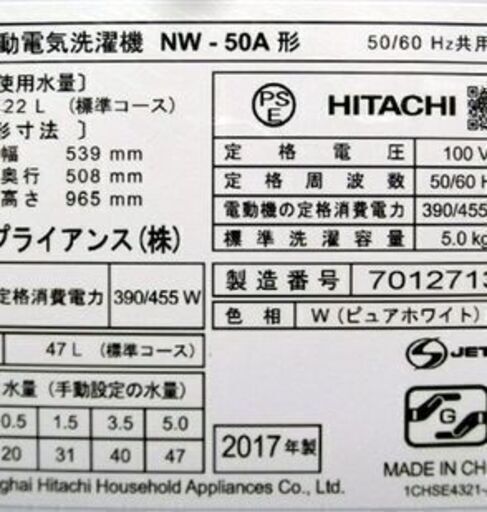 動電気洗濯機 NW-50A 形 50/60 Hz共用
使用水量〕
22 L (標準コース)
形寸法〕
幅 539 mm
奥行 508 mm
高さ 965 mm
プライアンス(株)
PSE HITACHI
定格電圧 100 V
定格周波数 50/60 H
電動機の定格消費電力 390/455
標準洗濯容量 5.0 kg
定格消費電力 390/455 W
製造番号 7012713
色相 W (ピュアホワイト)
47 L (標準コース)
S JET
水量 (手動設定の水量)
0.5 1.5 3.5 5.0
20 31 40 47
2017年製
G
MADE IN CH
ghai Hitachi Household Appliances Co., Ltd.
1CHSE4321-